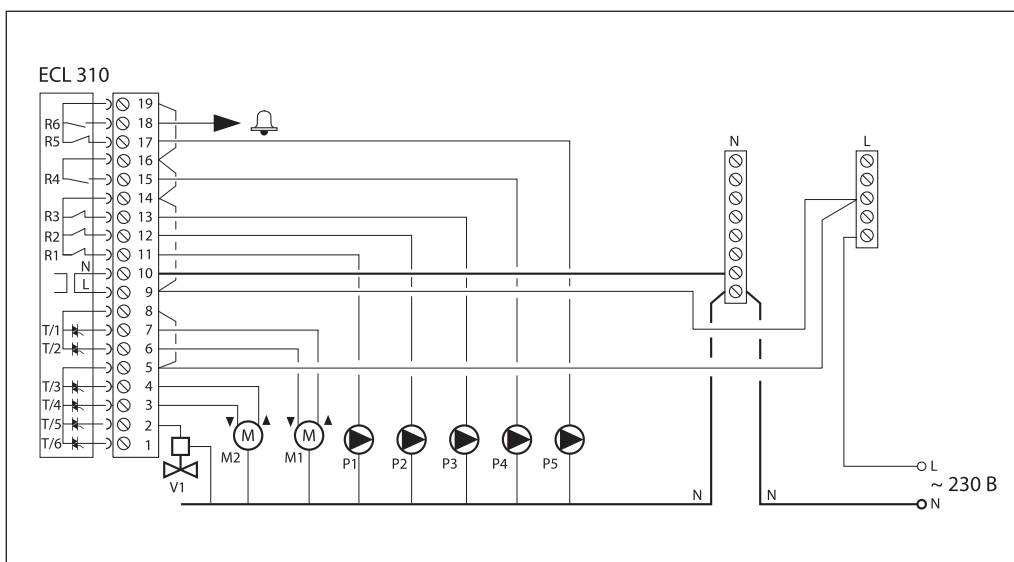 ECL 310
19
R6 18
R5 17
16
R4 15
14
R3 13
R2 12
R1 11
N 10
L 9
8
T/1 7
T/2 6
5
T/3 4
T/4 3
T/5 2
T/6 1
N
L
M
M
M2
M1
P1
P2
P3
P4
P5
V1
N
N
L
~ 230 В
N